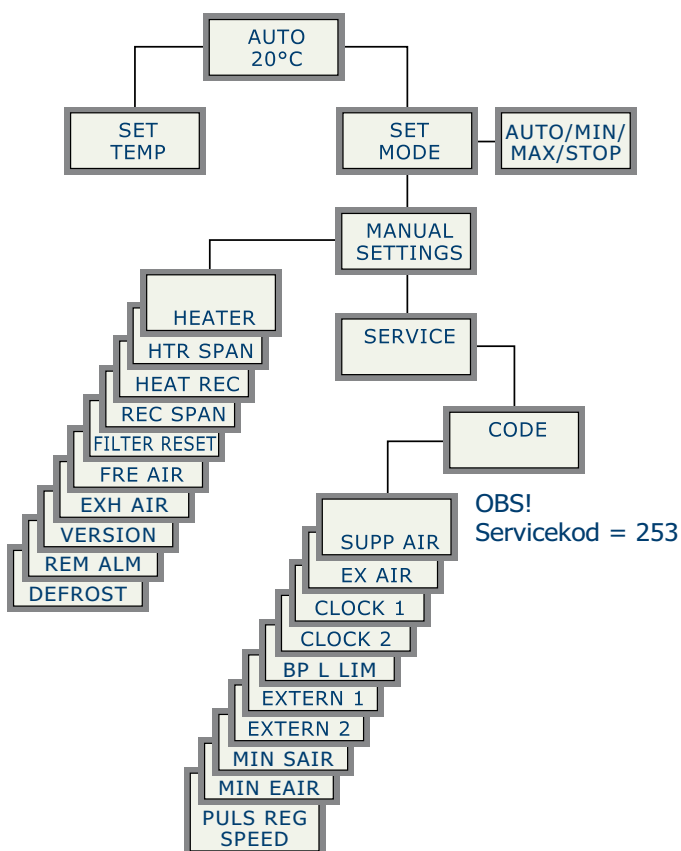 AUTO
20°C
SET
TEMP
SET
MODE
AUTO/MIN/
MAX/STOP
MANUAL
SETTINGS
HEATER
HTR SPAN
HEAT REC
REC SPAN
FILTER RESET
FRE AIR
EXH AIR
VERSION
REM ALM
DEFROST
SERVICE
CODE
OBS!
Servicekod = 253
SUPP AIR
EX AIR
CLOCK 1
CLOCK 2
BP L LIM
EXTERN 1
EXTERN 2
MIN SAIR
MIN EAIR
PULS REG
SPEED